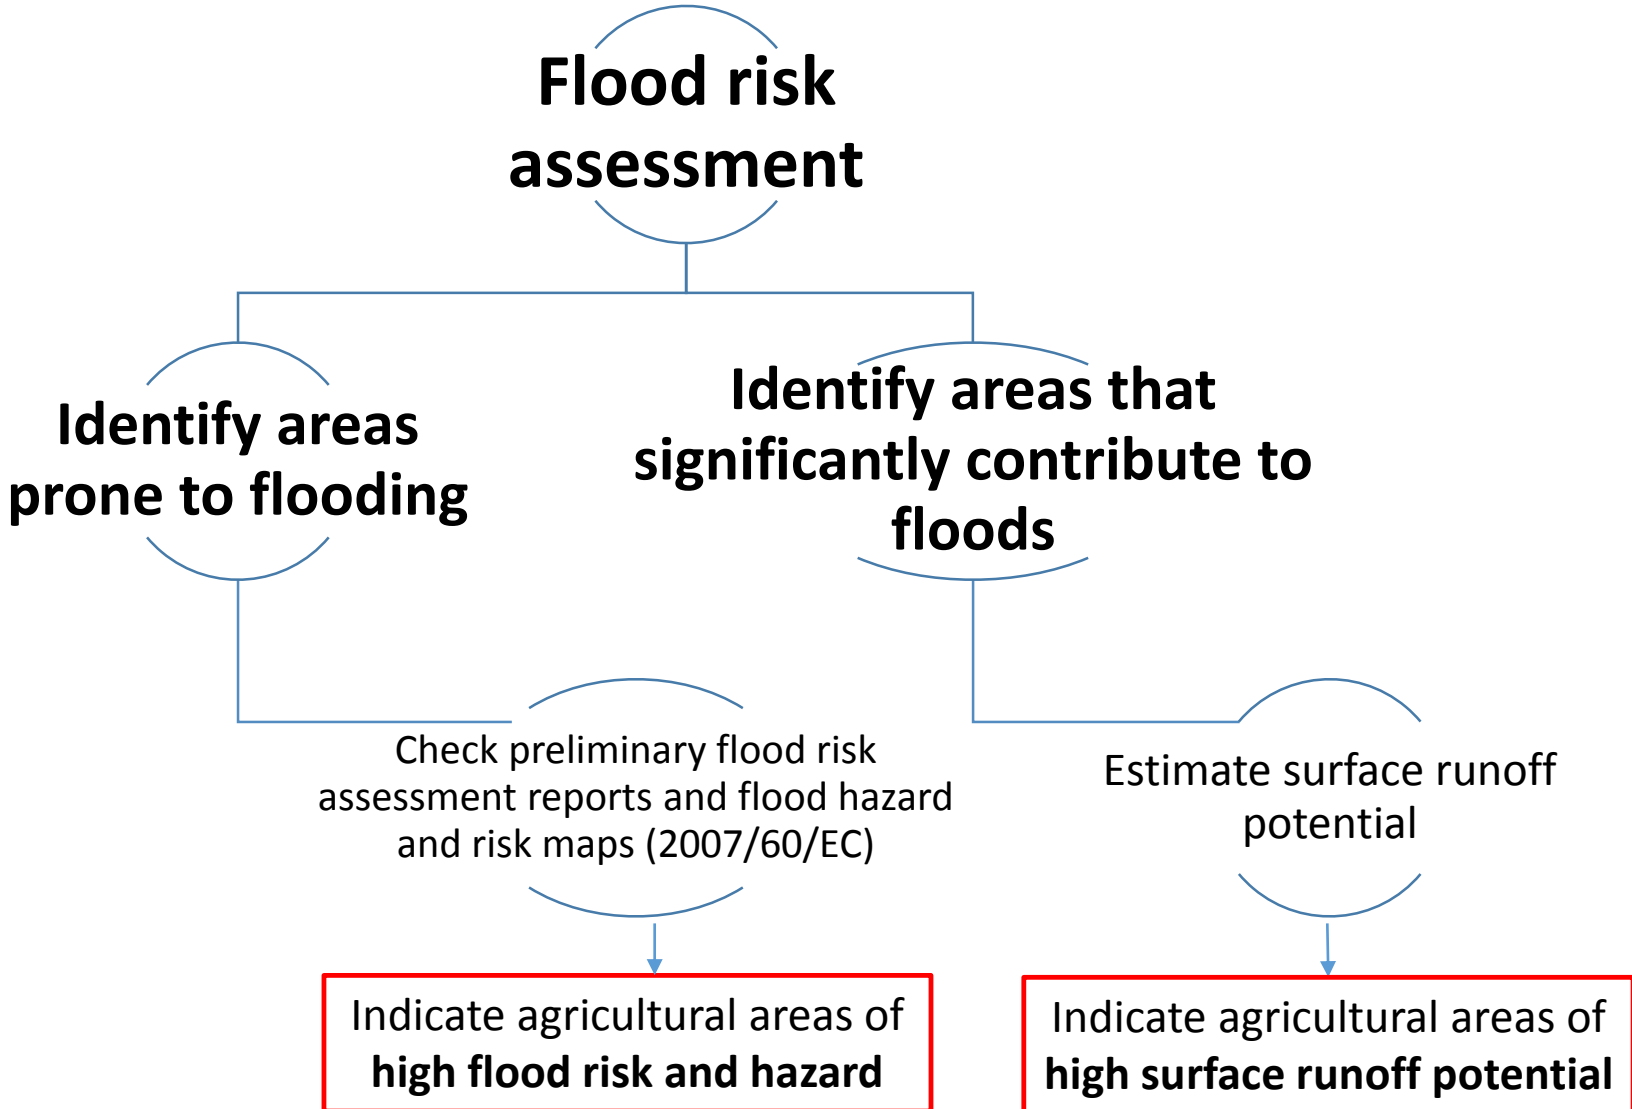 Flood risk
assessment
Identify areas
prone to flooding
Identify areas that
significantly contribute to
floods
Check preliminary flood risk
assessment reports and flood hazard
and risk maps (2007/60/EC)
Estimate surface runoff
potential
Indicate agricultural areas of
high flood risk and hazard
Indicate agricultural areas of
high surface runoff potential